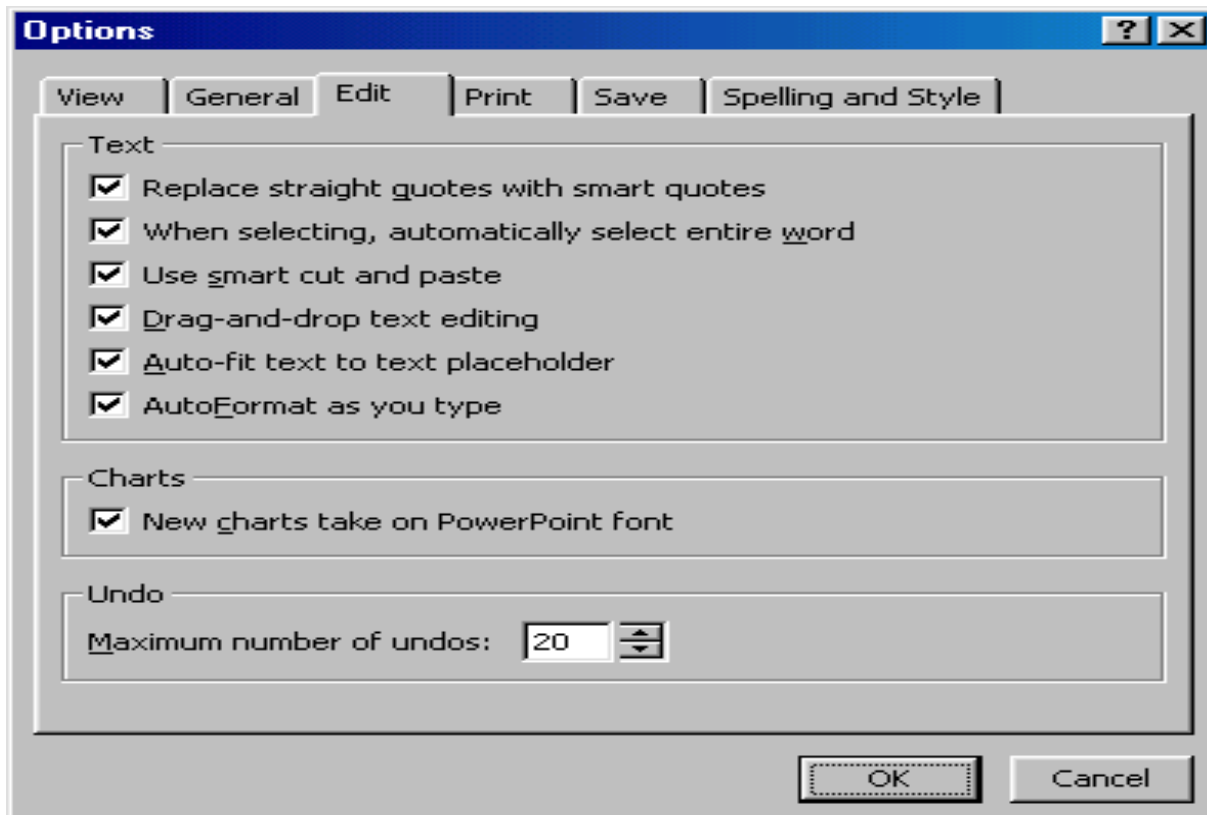 Options
View General Edit Print Save Spelling and Style
Text
Replace straight quotes with smart quotes
When selecting, automatically select entire word
Use smart cut and paste
Drag-and-drop text editing
Auto-fit text to text placeholder
AutoFormat as you type
Charts
New charts take on PowerPoint font
Undo
Maximum number of undos: 20
OK Cancel